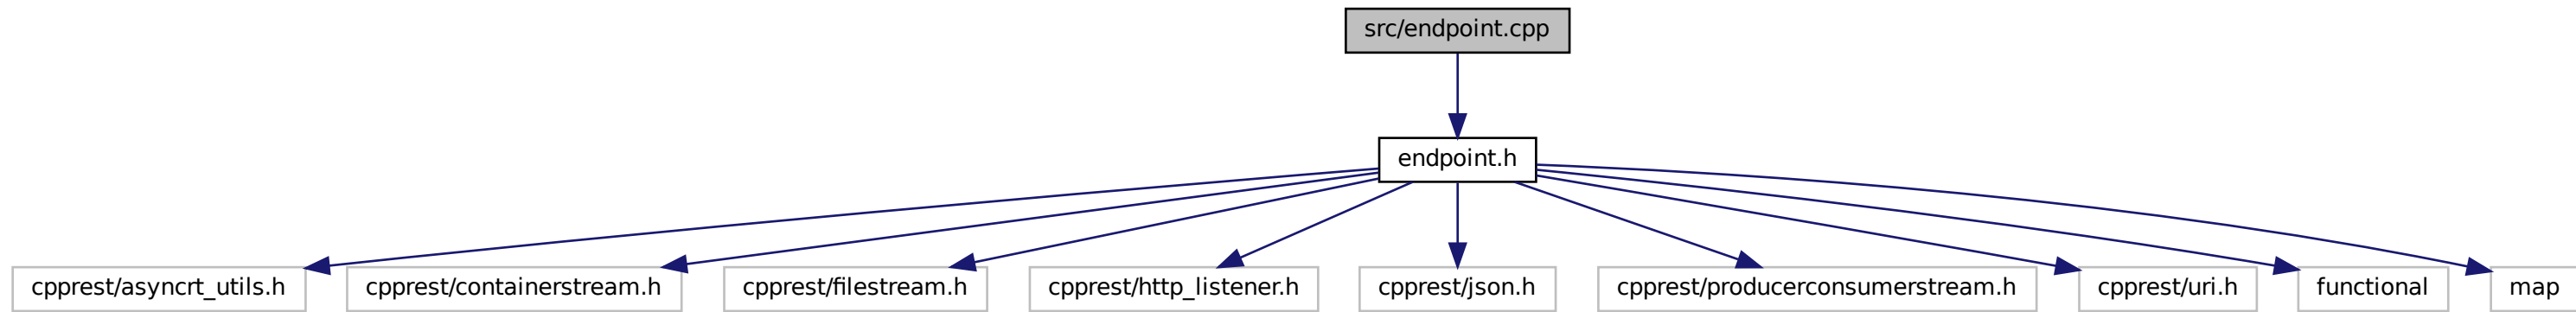 src/endpoint.cpp
endpoint.h
cpprest/asyncrt_utils.h
cpprest/containerstream.h
cpprest/filestream.h
cpprest/http_listener.h
cpprest/json.h
cpprest/producerconsumerstream.h
cpprest/uri.h
functional
map